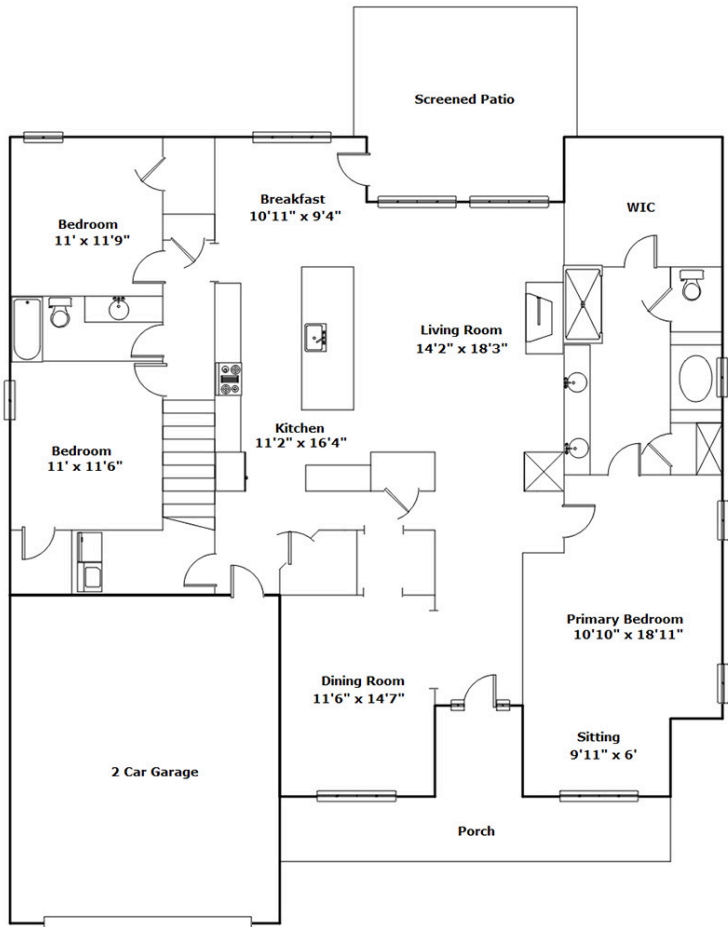 Screened Patio
Breakfast
10'11" x 9'4"
WIC
Bedroom
11' x 11'9"
Living Room
14'2" x 18'3"
Kitchen
11'2" x 16'4"
Bedroom
11' x 11'6"
Primary Bedroom
10'10" x 18'11"
Dining Room
11'6" x 14'7"
Sitting
9'11" x 6'
2 Car Garage
Porch